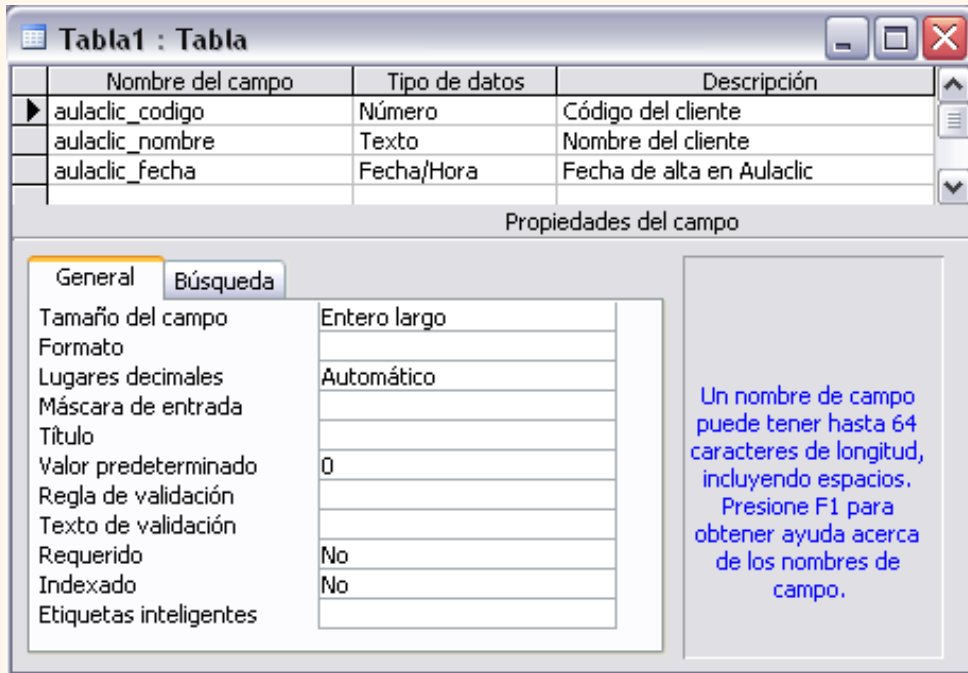 Tabla1 : Tabla
Nombre del campo Tipo de datos Descripción
aulaclic_codigo Número Código del cliente
aulaclic_nombre Texto Nombre del cliente
aulaclic_fecha Fecha/Hora Fecha de alta en Aulaclic
Propiedades del campo
General Búsqueda
Tamaño del campo Entero largo
Formato
Lugares decimales Automático
Máscara de entrada
Título
Valor predeterminado 0
Regla de validación
Texto de validación
Requerido No
Indexado No
Etiquetas inteligentes
Un nombre de campo
puede tener hasta 64
caracteres de longitud,
incluyendo espacios.
Presione F1 para
obtener ayuda acerca
de los nombres de
campo.